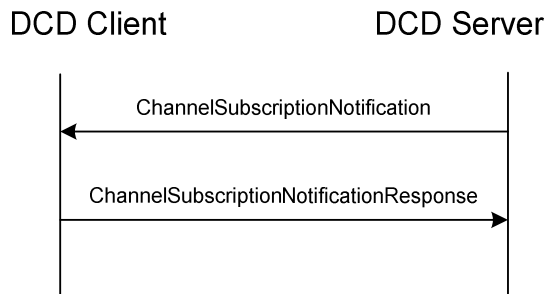 DCD Client DCD Server
ChannelSubscriptionNotification
ChannelSubscriptionNotificationResponse